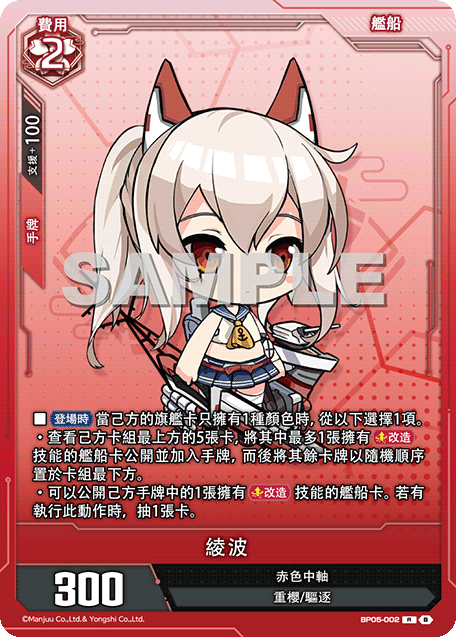 費用
2
艦船
支援+100
手牌
SAMPLE
■ 登場時 當己方的旗艦卡只擁有1種顏色時, 從以下選擇1項。
・查看己方卡組最上方的5張卡, 將其中最多1張擁有 改造
技能的艦船卡公開並加入手牌, 而後將其餘卡牌以隨機順序
置於卡組最下方。
・可以公開己方手牌中的1張擁有 改造 技能的艦船卡。若有
執行此動作時, 抽1張卡。
綾波
300
赤色中軸
重櫻/驅逐
©Manjuu Co.,Ltd.& Yongshi Co.,Ltd.
BP05-002 R B